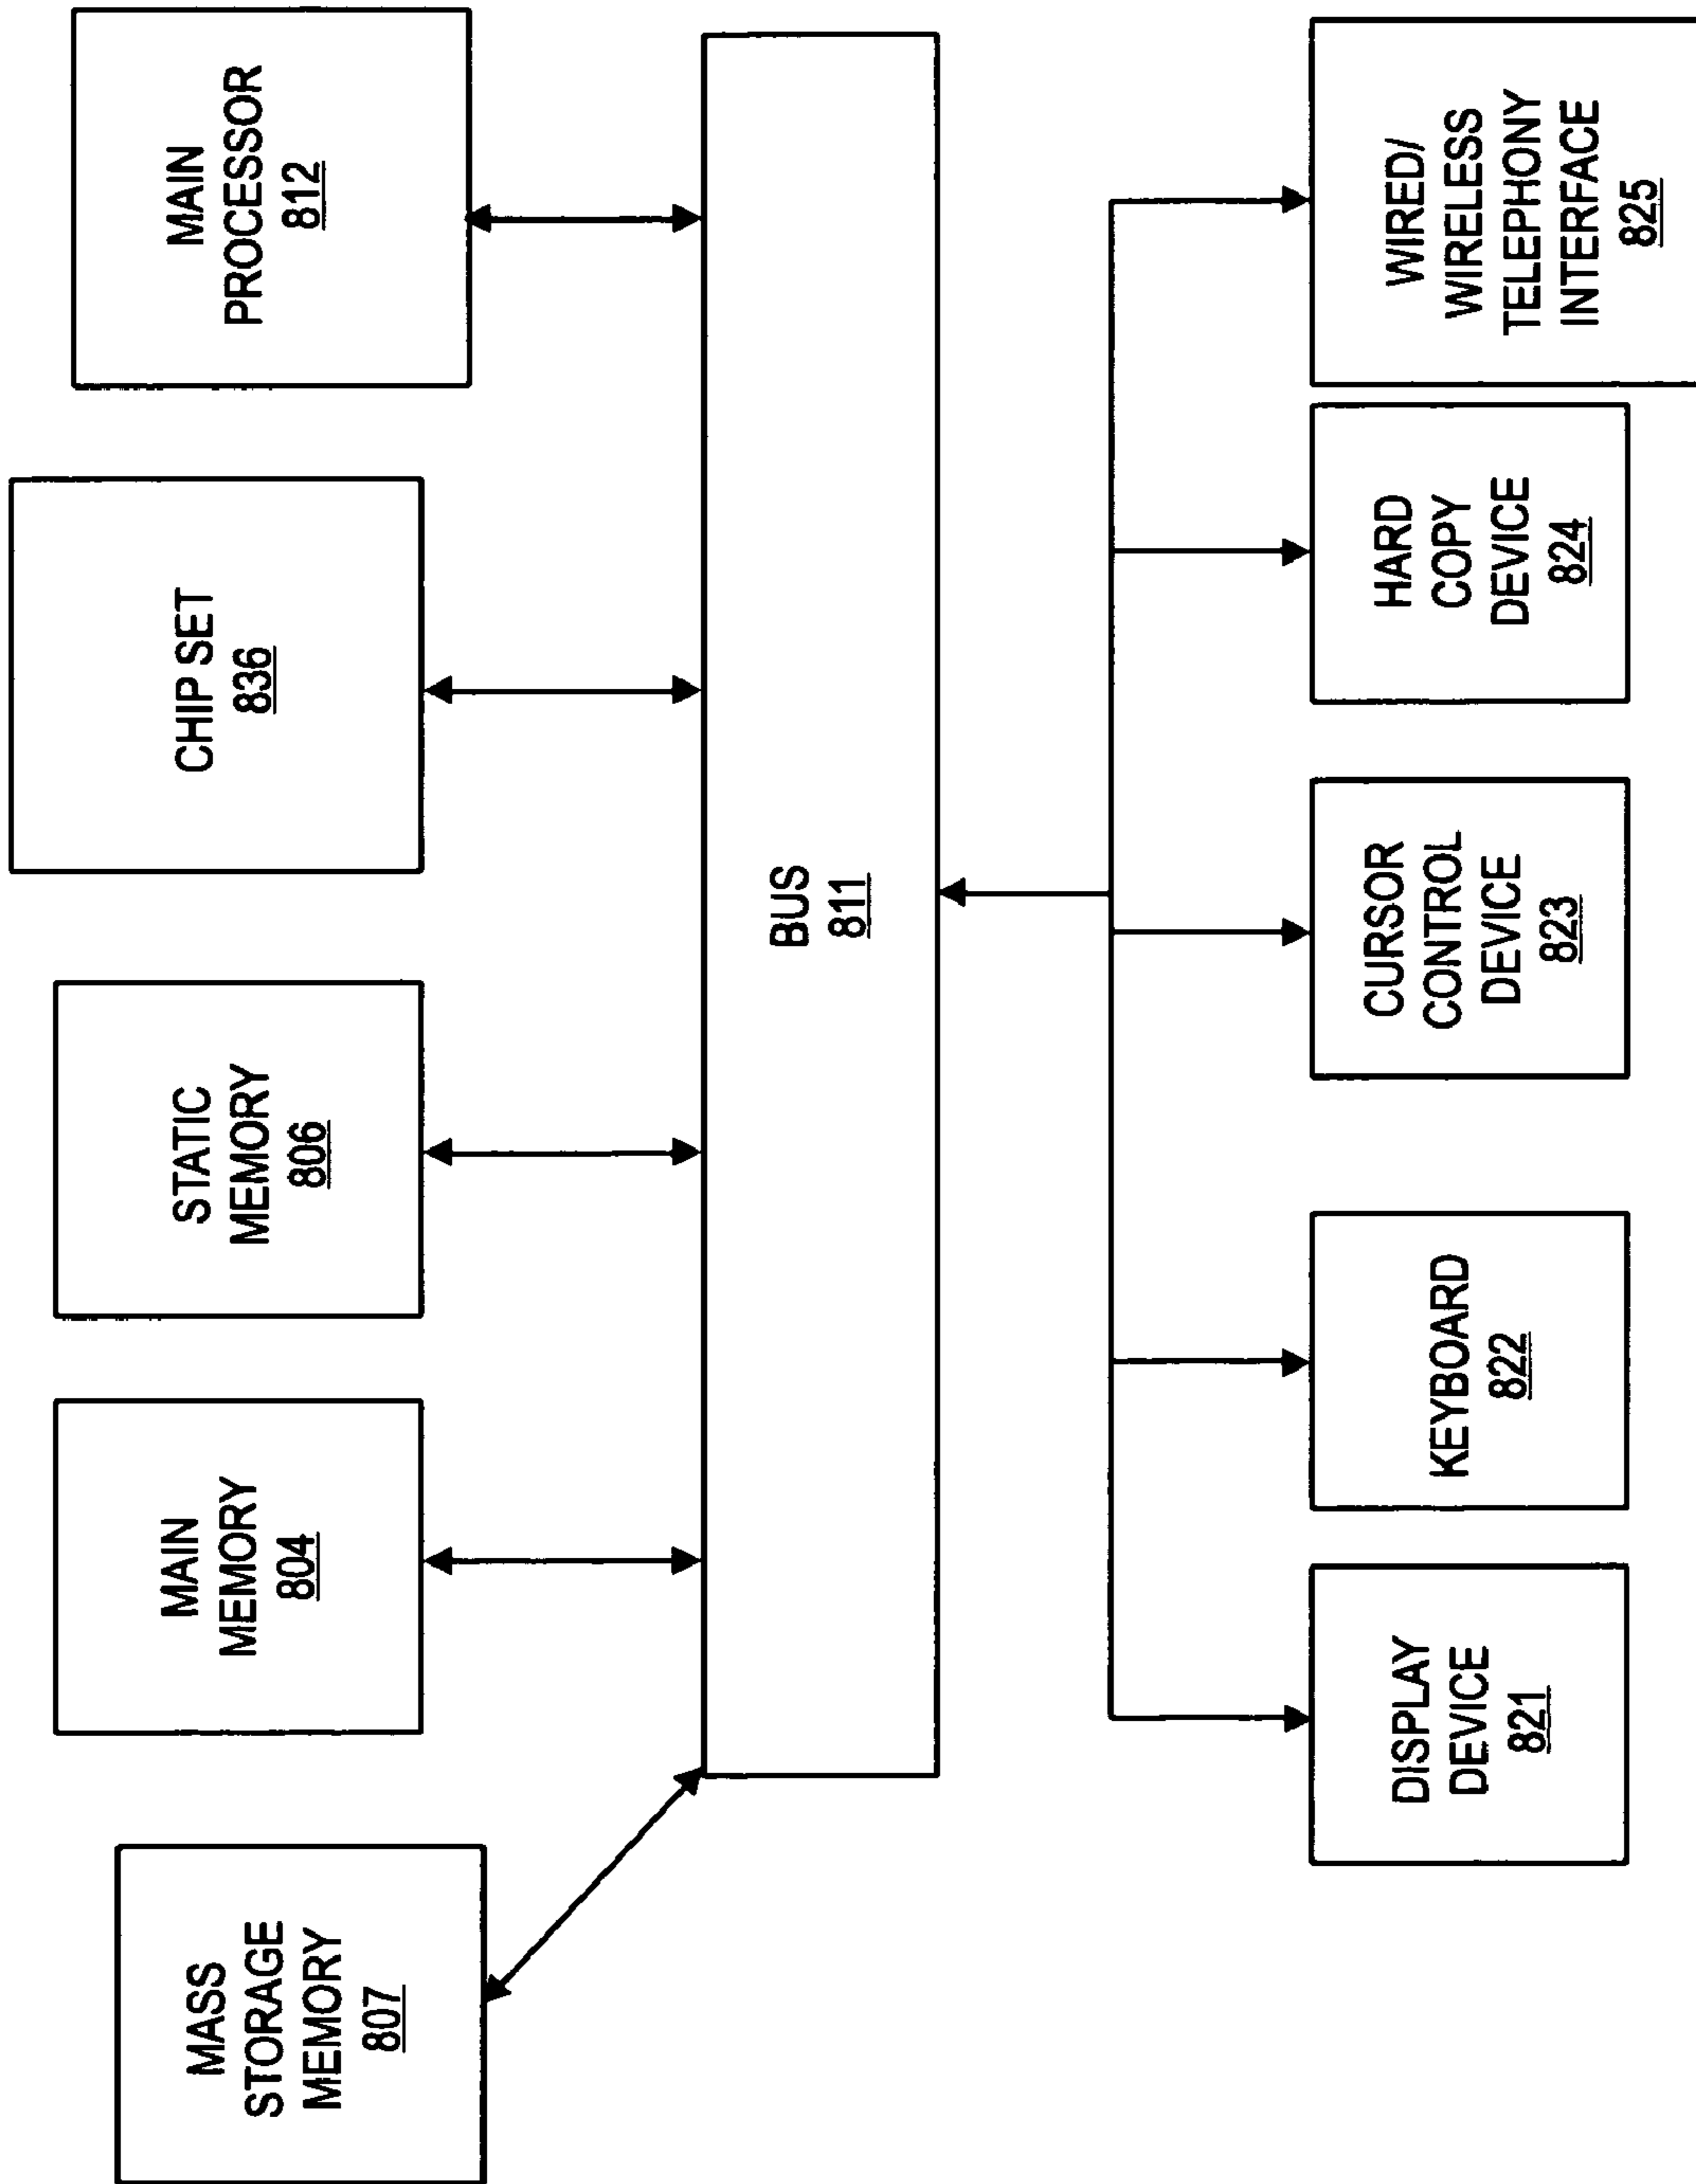 MASS
STORAGE
MEMORY
807
MAIN
MEMORY
804
STATIC
MEMORY
806
CHIP SET
836
MAIN
PROCESSOR
812
BUS
811
DISPLAY
DEVICE
821
KEYBOARD
822
CURSOR
CONTROL
DEVICE
823
HARD
COPY
DEVICE
824
WIRED/
WIRELESS
TELEPHONY
INTERFACE
825